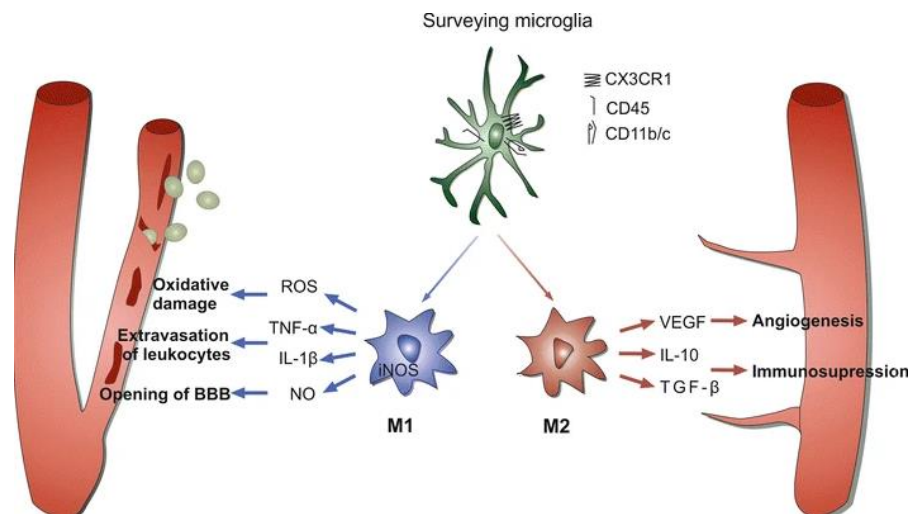 Surveying microglia
CX3CR1
CD45
CD11b/c
Oxidative
damage
ROS
Extravasation
of leukocytes
TNF-α
IL-1β
Opening of BBB
NO
iNOS
M1
M2
VEGF
Angiogenesis
IL-10
TGF-β
Immunosupression